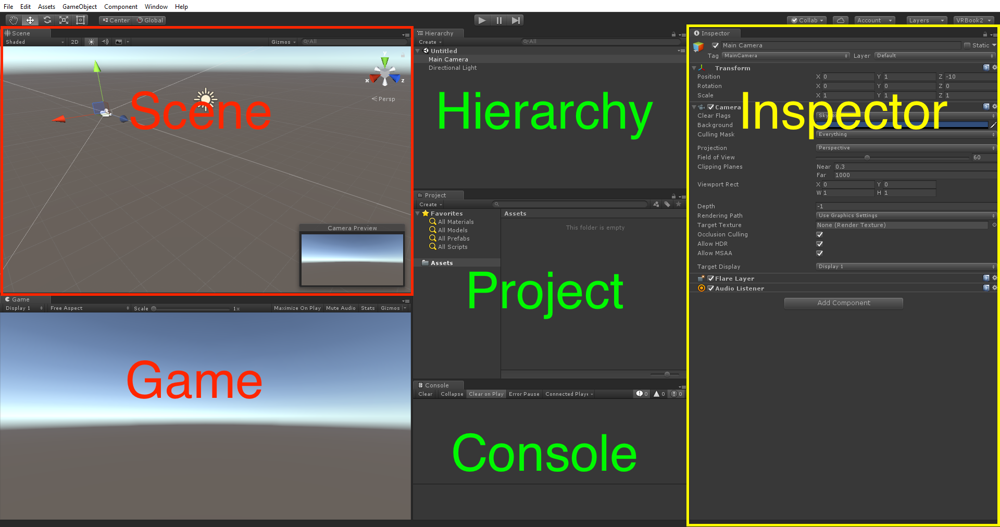 File Edit Assets GameObject Component Window Help
Center Global Collab Account Layers VRBook2
Scene
Shaded 2D Gizmos All
y
x z
Persp
Scene
Camera Preview
Game
Display 1 Free Aspect Scale 1x Maximize On Play Mute Audio Stats Gizmos
Game
Hierarchy
Create All
Untitled
Main Camera
Directional Light
Hierarchy
Project
Create
Favorites
All Materials
All Models
All Prefabs
All Scripts
Assets
Assets
This folder is empty
Project
Console
Clear Collapse Clear on Play Error Pause Connected Playe 0 0 0
Console
Inspector
Main Camera Static
Tag MainCamera Layer Default
Transform
Position X 0 Y 1 Z -10
Rotation X 0 Y 0 Z 0
Scale X 1 Y 1 Z 1
Inspector
Camera
Clear Flags
Background
Culling Mask Everything
Projection Perspective
Field of View 60
Clipping Planes Near 0.3
Far 1000
Viewport Rect X 0 Y 0
W 1 H 1
Depth -1
Rendering Path Use Graphics Settings
Target Texture None (Render Texture)
Occlusion Culling
Allow HDR
Allow MSAA
Target Display Display 1
Flare Layer
Audio Listener
Add Component